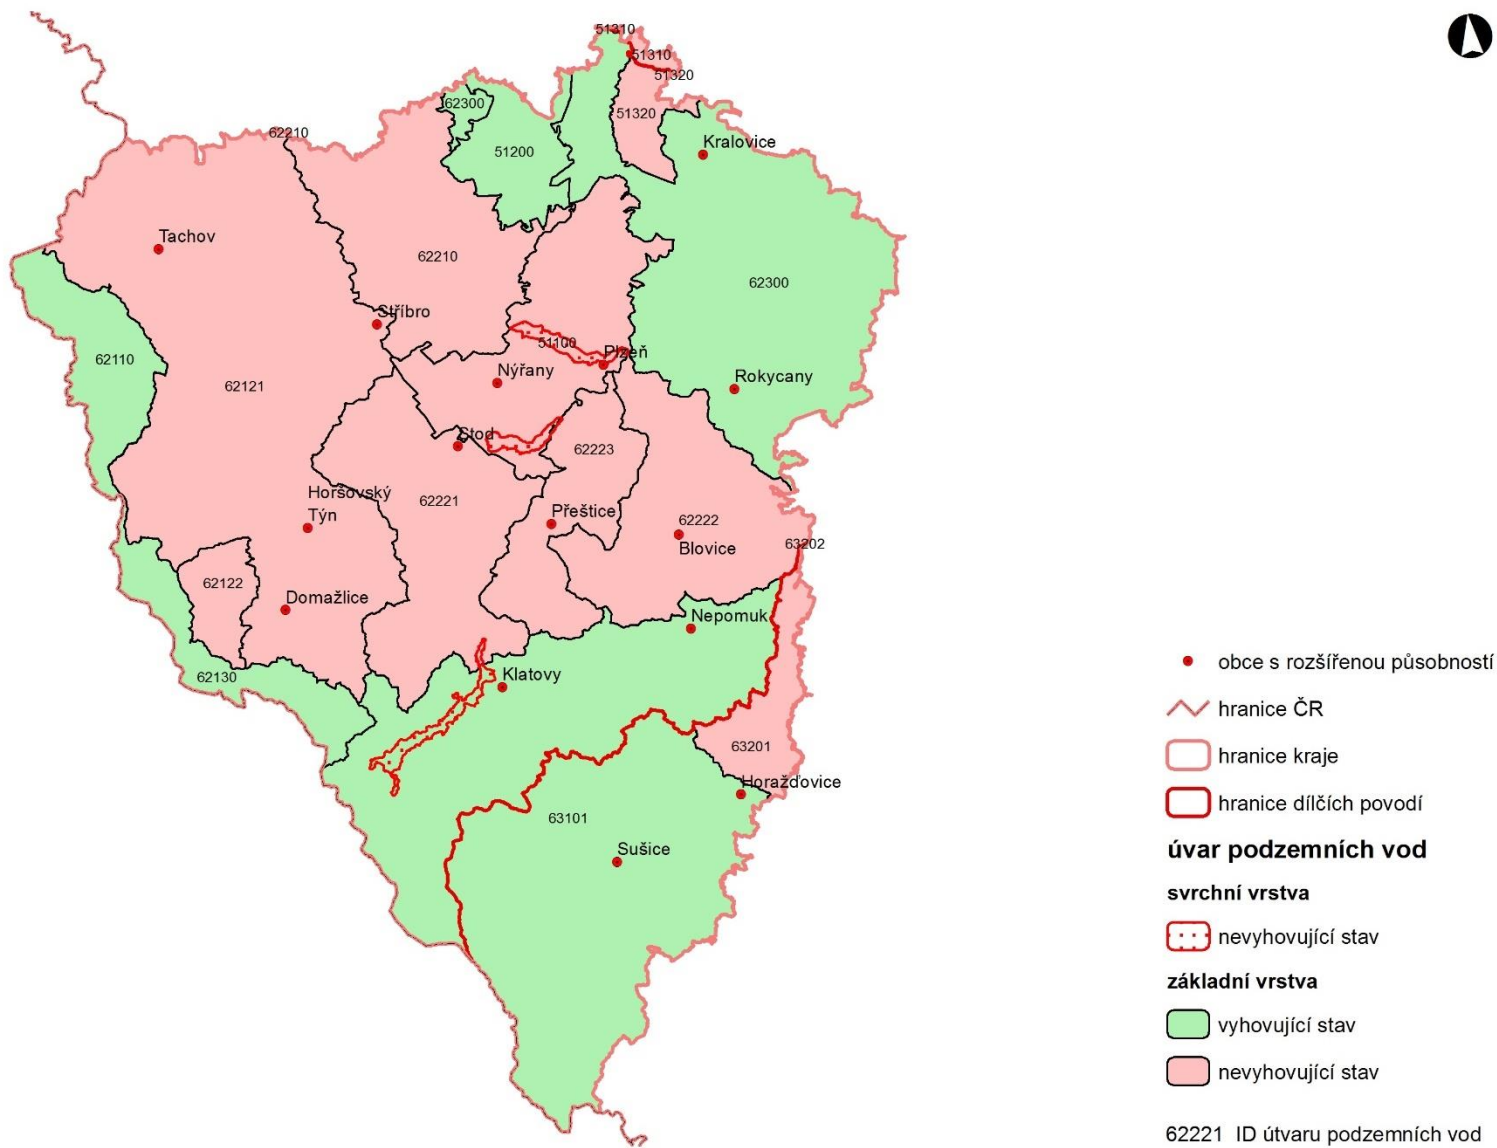 51310
51310
51320
62300
51320
62210
Kralovice
51200
Tachov
62210
62300
Stříbro
51100
Plzeň
62110
Nýřany
62121
Rokycany
Stod
62223
Horšovský
Týn
62221
Přeštice
62222
63202
Blovice
62122
Domažlice
Nepomuk
62130
Klatovy
63201
Horažďovice
63101
Sušice
obce s rozšířenou působností
hranice ČR
hranice kraje
hranice dílčích povodí
úvar podzemních vod
svrchní vrstva
nevyhovující stav
základní vrstva
vyhovující stav
nevyhovující stav
62221 ID útvaru podzemních vod